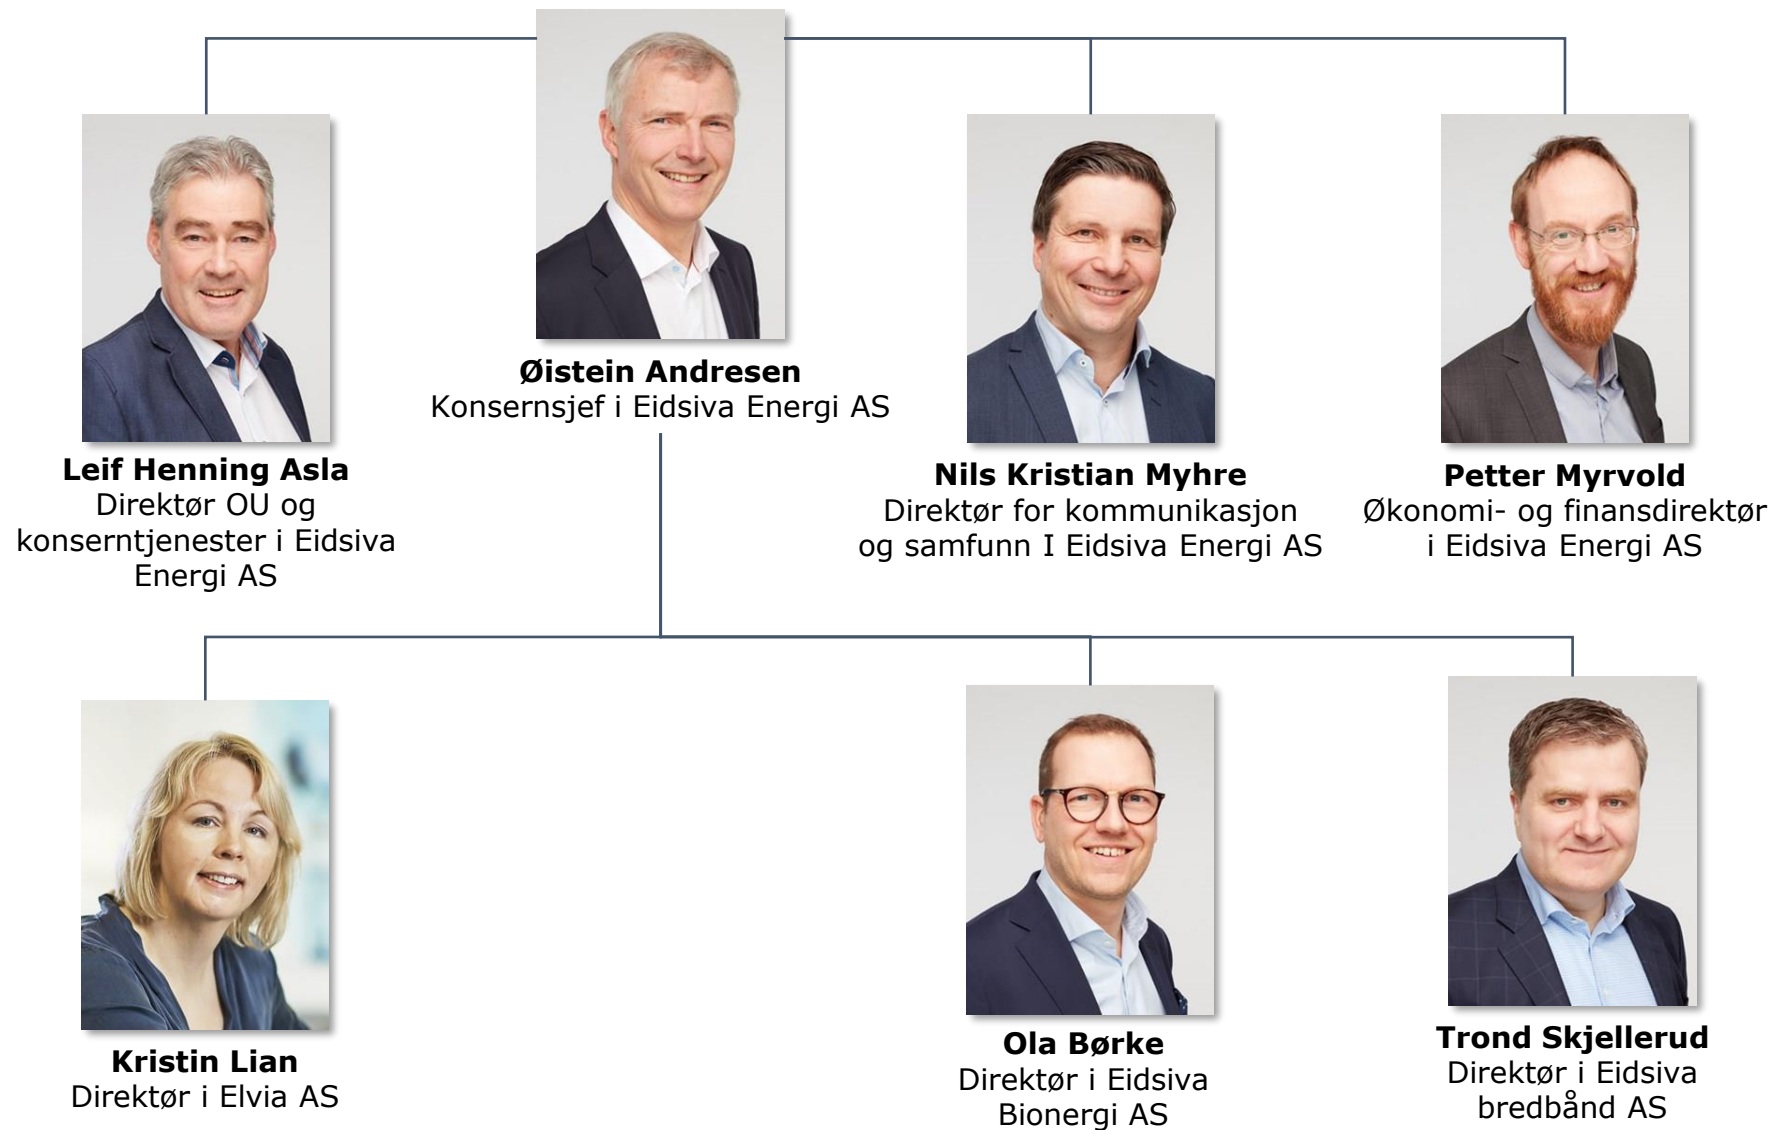 Øistein Andresen
Konsernsjef i Eidsiva Energi AS
Leif Henning Asla
Direktør OU og
konserntjenester i Eidsiva
Energi AS
Nils Kristian Myhre
Direktør for kommunikasjon
og samfunn I Eidsiva Energi AS
Petter Myrvold
Økonomi- og finansdirektør
i Eidsiva Energi AS
Kristin Lian
Direktør i Elvia AS
Ola Børke
Direktør i Eidsiva
Bionergi AS
Trond Skjellerud
Direktør i Eidsiva
bredbånd AS